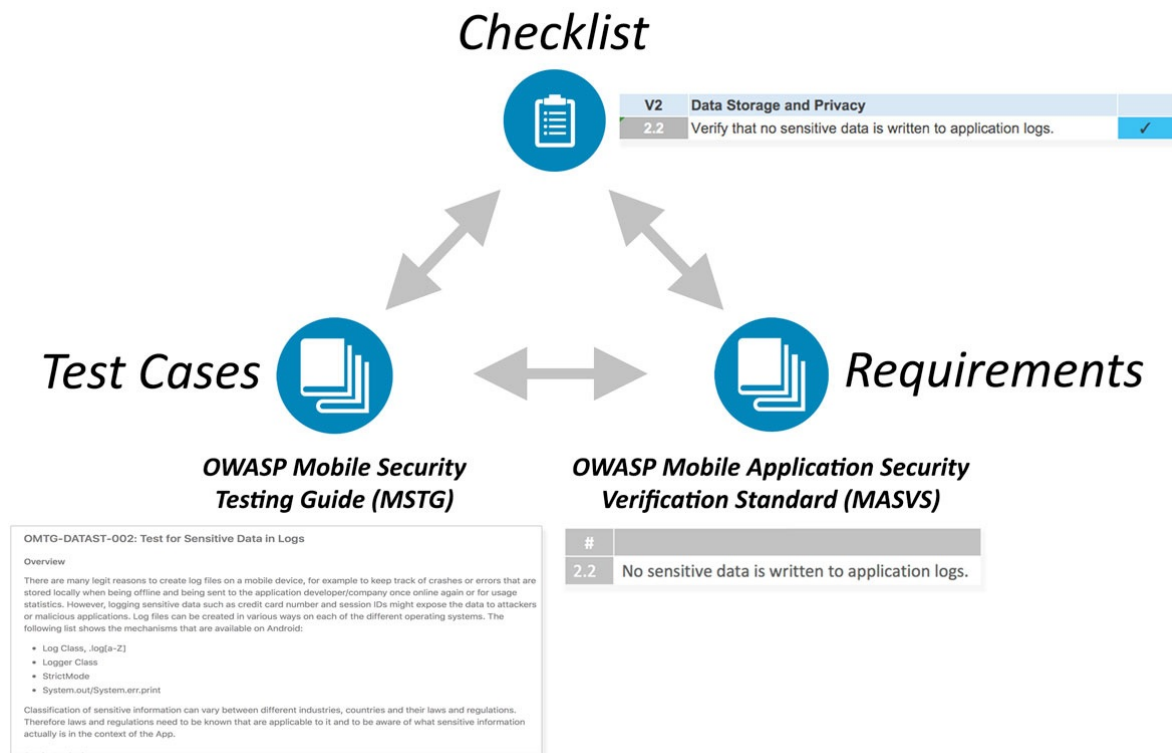 Checklist
V2 Data Storage and Privacy
2.2 Verify that no sensitive data is written to application logs. ✓
Test Cases
Requirements
OWASP Mobile Security
Testing Guide (MSTG)
OWASP Mobile Application Security
Verification Standard (MASVS)
OMTG-DATAST-002: Test for Sensitive Data in Logs
Overview
There are many legit reasons to create log files on a mobile device, for example to keep track of crashes or errors that are
stored locally when being offline and being sent to the application developer/company once online again or for usage
statistics. However, logging sensitive data such as credit card number and session IDs might expose the data to attackers
or malicious applications. Log files can be created in various ways on each of the different operating systems. The
following list shows the mechanisms that are available on Android:
• Log Class, .log[a-Z]
• Logger Class
• StrictMode
• System.out/System.err.print
Classification of sensitive information can vary between different industries, countries and their laws and regulations.
Therefore laws and regulations need to be known that are applicable to it and to be aware of what sensitive information
actually is in the context of the App.
#
2.2 No sensitive data is written to application logs.